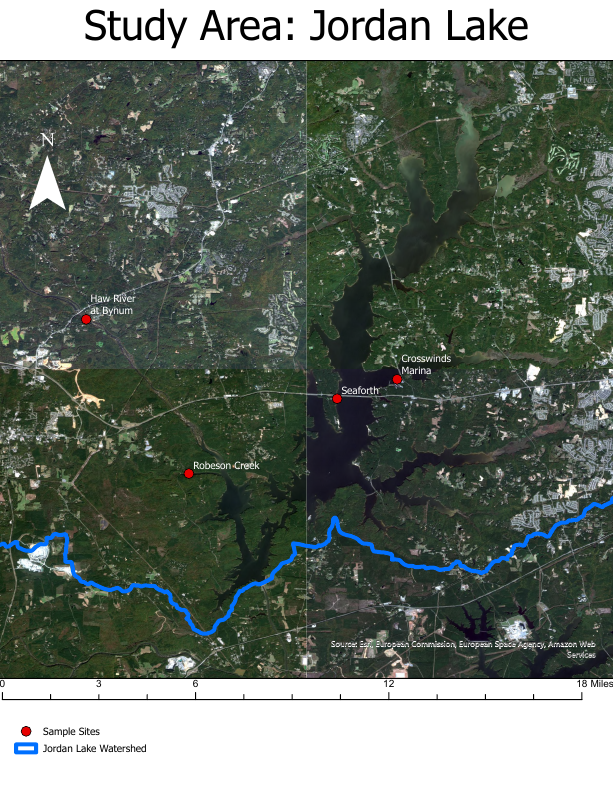 Study Area: Jordan Lake
N
Haw River
at Bynum
Crosswinds
Marina
Seaforth
Robeson Creek
Source: Esri, European Commission, European Space Agency, Amazon Web
Services
0 3 6 12 18 Miles
Sample Sites
Jordan Lake Watershed